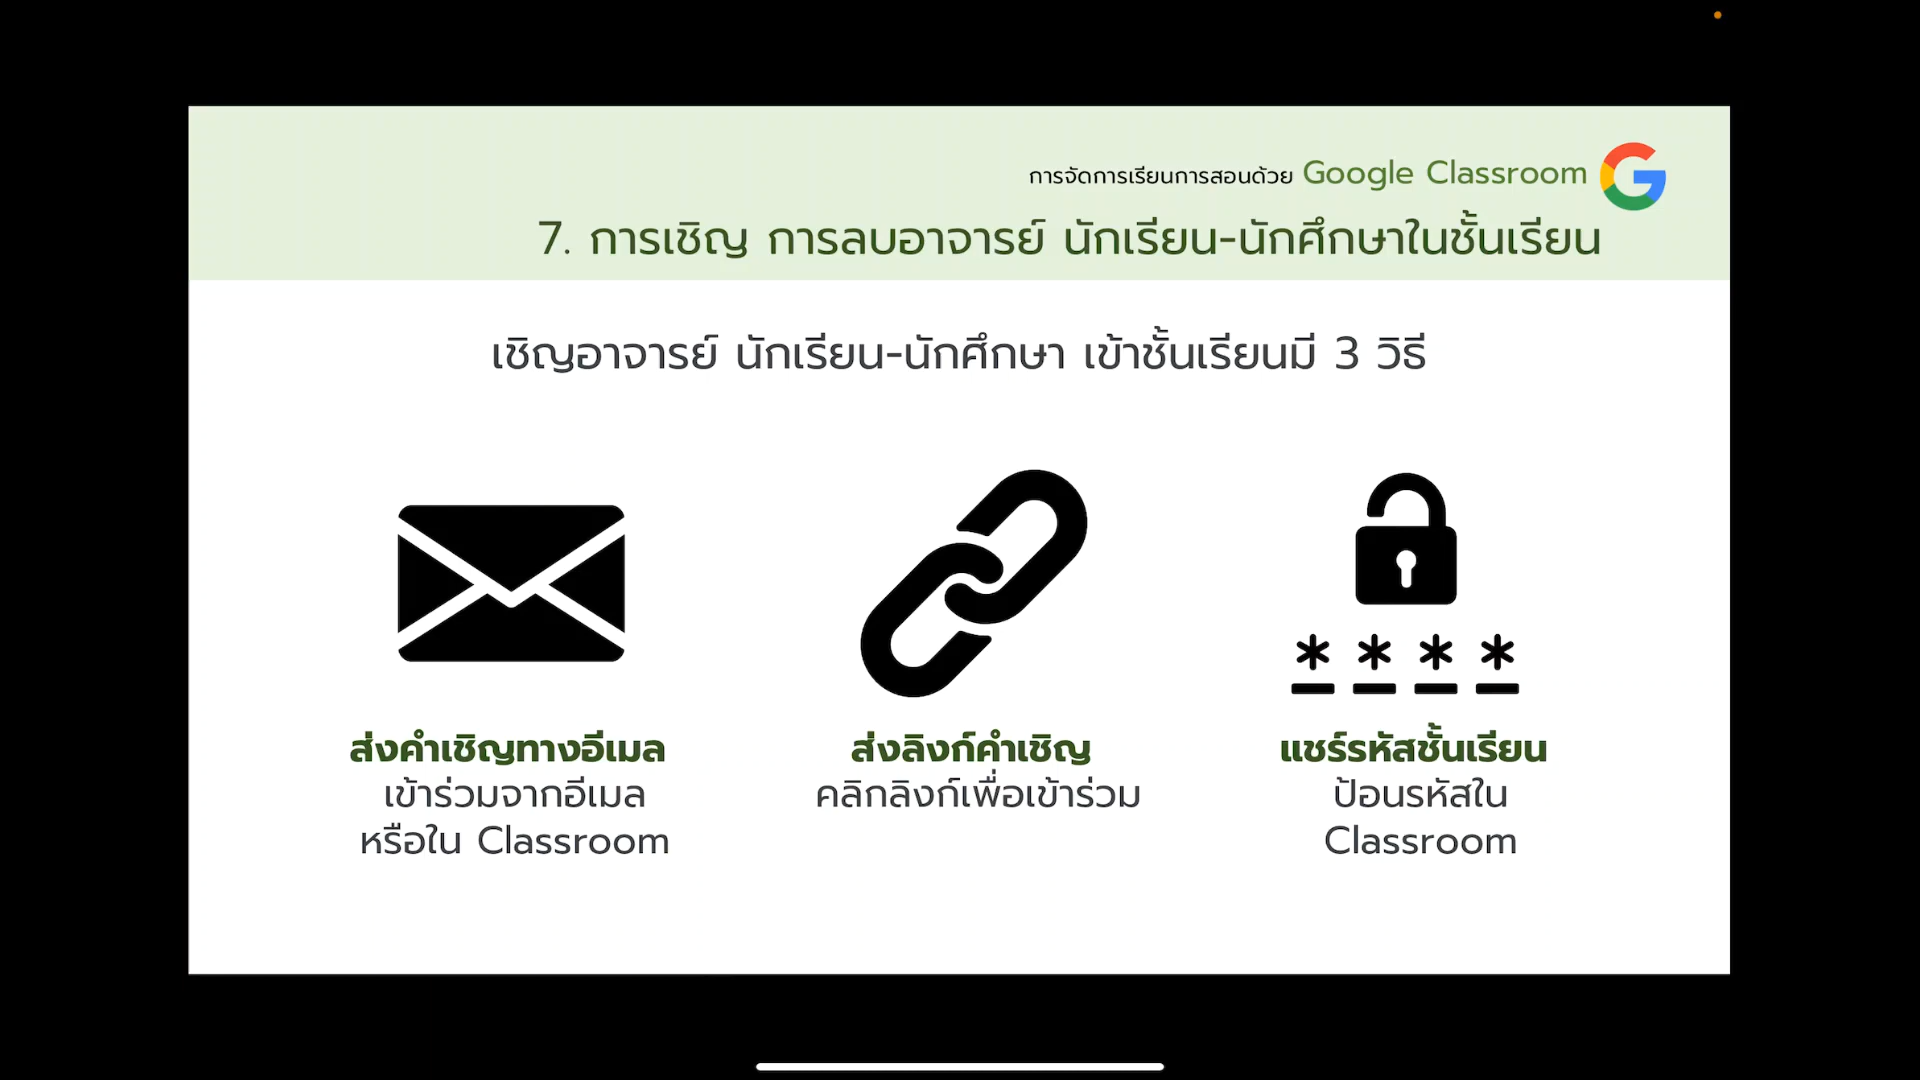 การจัดการเรียนการสอนด้วย Google Classroom
7. การเชิญ การลบอาจารย์ นักเรียน-นักศึกษาในชั้นเรียน
เชิญอาจารย์ นักเรียน-นักศึกษา เข้าชั้นเรียนมี 3 วิธี
ส่งคำเชิญทางอีเมล
เข้าร่วมจากอีเมล
หรือใน Classroom
ส่งลิงก์คำเชิญ
คลิกลิงก์เพื่อเข้าร่วม
แชร์รหัสชั้นเรียน
ป้อนรหัสใน
Classroom